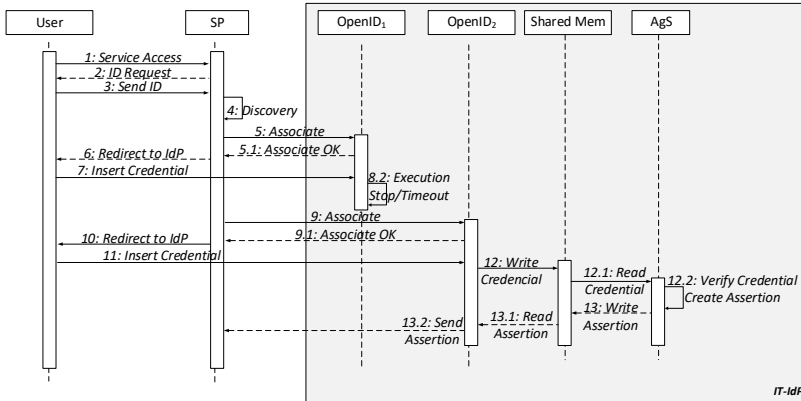 User
SP
OpenID₁
OpenID₂
Shared Mem
AgS
1: Service Access
2: ID Request
3: Send ID
4: Discovery
5: Associate
5.1: Associate OK
6: Redirect to IdP
7: Insert Credential
8.2: Execution
Stop/Timeout
9: Associate
9.1: Associate OK
10: Redirect to IdP
11: Insert Credential
12: Write
Credencial
12.1: Read
Credential
12.2: Verify Credential
Create Assertion
13: Write
Assertion
13.1: Read
Assertion
13.2: Send
Assertion
IT-IdP